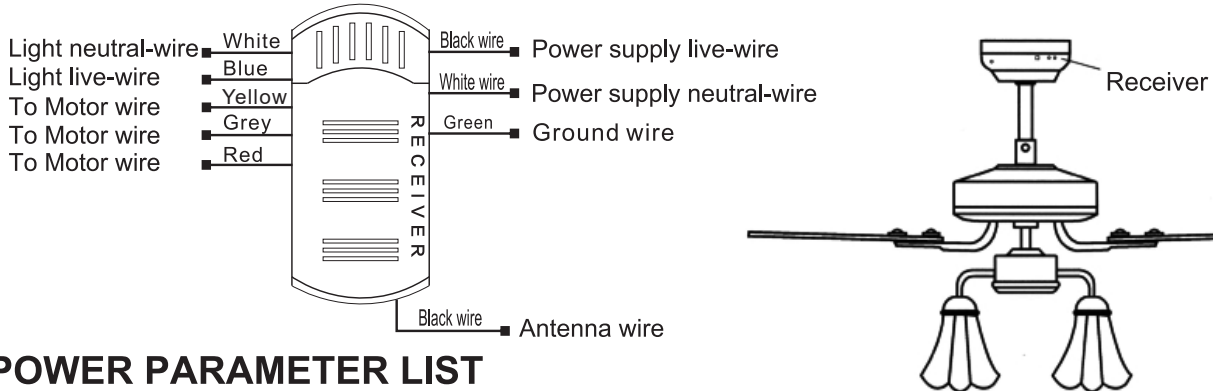 Light neutral-wire White
Light live-wire Blue
To Motor wire Yellow
To Motor wire Grey
To Motor wire Red
Black wire Power supply live-wire
White wire Power supply neutral-wire
Green Ground wire
RECEIVER
Black wire Antenna wire
Receiver
POWER PARAMETER LIST